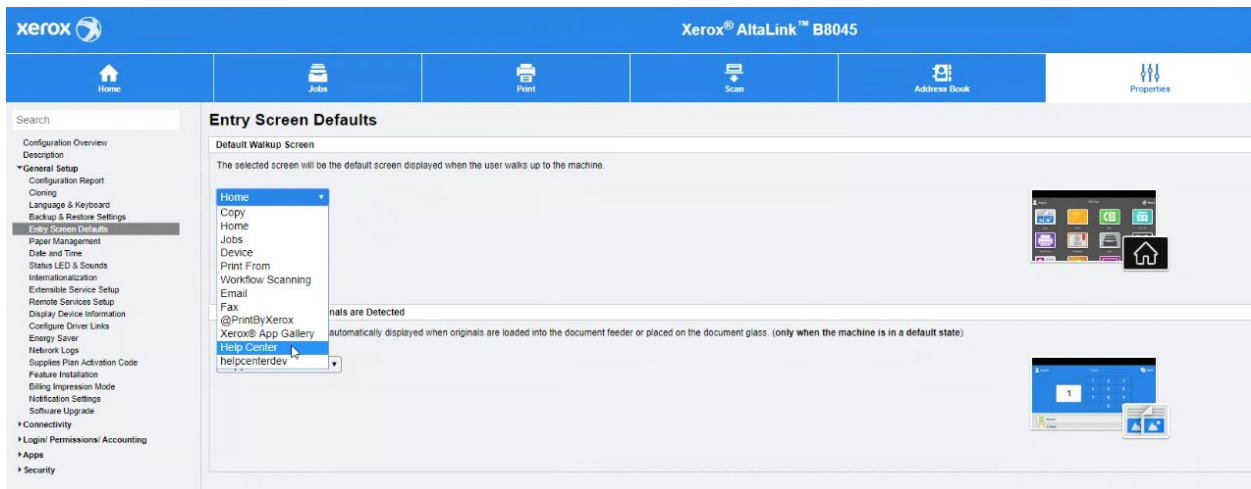 xerox
Xerox® AltaLink™ B8045
Home
Jobs
Print
Scan
Address Book
Properties
Search
Configuration Overview
Description
General Setup
Configuration Report
Cloning
Language & Keyboard
Backup & Restore Settings
Entry Screen Defaults
Paper Management
Date and Time
Status LED & Sounds
Internationalization
Extensible Service Setup
Remote Services Setup
Display Device Information
Configure Driver Links
Energy Saver
Network Logs
Supplies Plan Activation Code
Feature Installation
Billing Impression Mode
Notification Settings
Software Upgrade
Connectivity
Login/ Permissions/ Accounting
Apps
Security
Entry Screen Defaults
Default Walkup Screen
The selected screen will be the default screen displayed when the user walks up to the machine.
Home
Copy
Home
Jobs
Device
Print From
Workflow Scanning
Email
Fax
@PrintByXerox
Xerox® App Gallery
Help Center
helpcenterdev
are Detected
automatically displayed when originals are loaded into the document feeder or placed on the document glass. (only when the machine is in a default state)
1